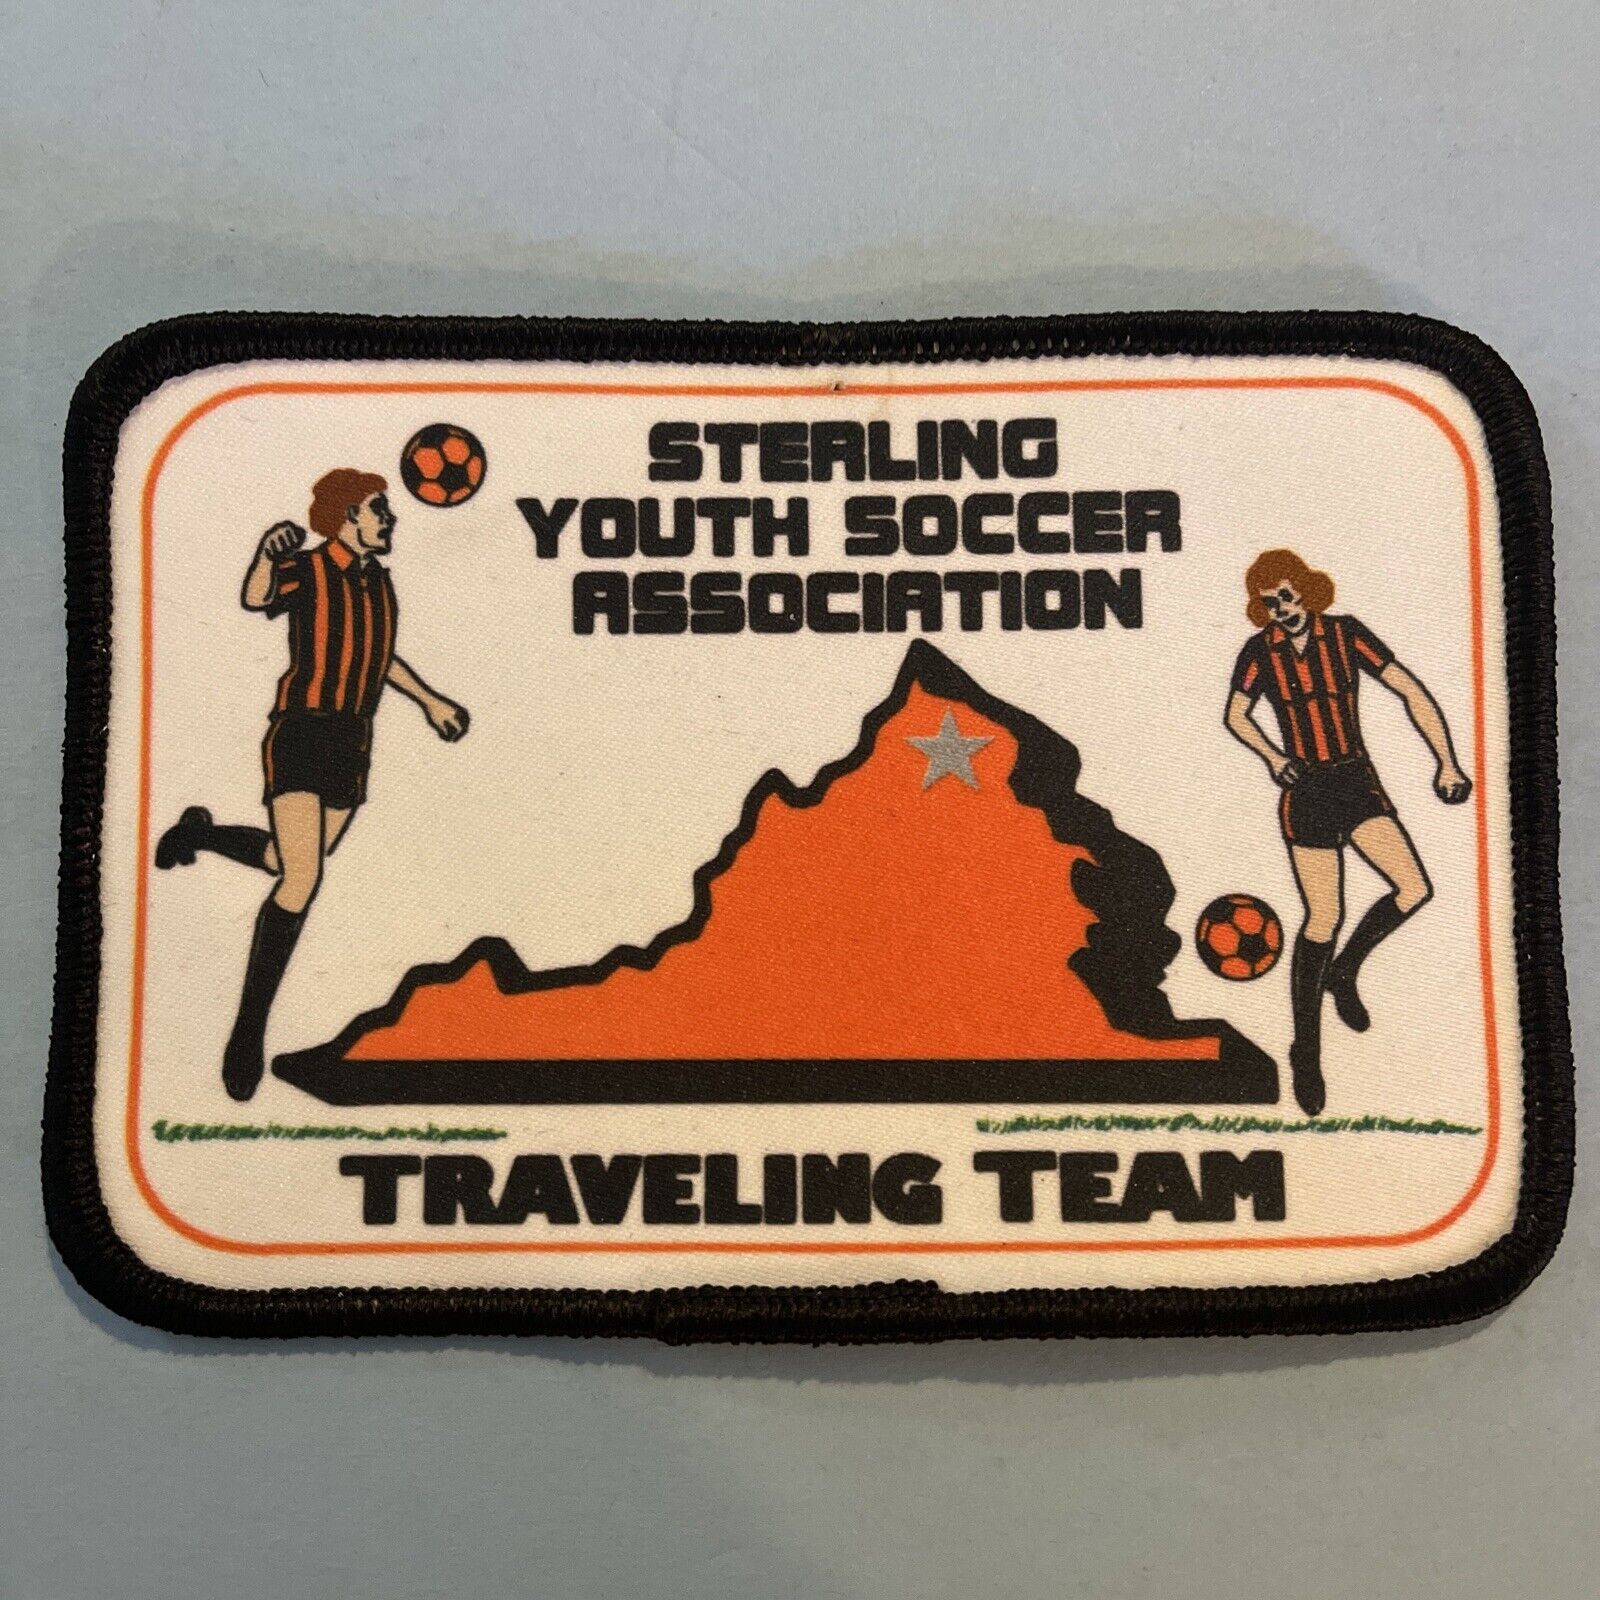 STERLING
YOUTH SOCCER
ASSOCIATION
TRAVELING TEAM